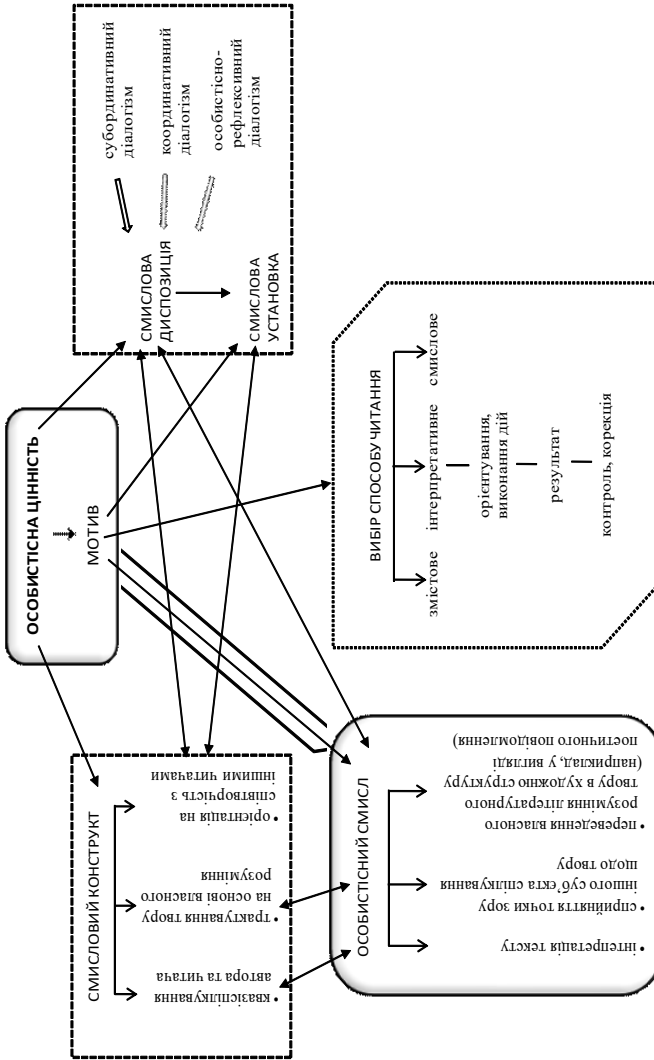 ОСОБИСТІСНА ЦІННІСТЬ
МОТИВ
СМИСЛОВИЙ КОНСТРУКТ
• квазіспілкування
автора та читача
• трактування твору
на основі власного
розуміння
• орієнтація на
співтворчість з
іншими читачами
СМИСЛОВА
ДИСПОЗИЦІЯ
СМИСЛОВА
УСТАНОВКА
субординативний
діалогізм
координативний
діалогізм
особистісно-
рефлексивний
діалогізм
ОСОБИСТІСНИЙ СМИСЛ
• інтерпретація тексту
• сприйняття точки зору
іншого суб’єкта спілкування
щодо твору
• переведення власного
розуміння літературного
твору в художню структуру
(наприклад, у вигляді
поетичного повідомлення)
ВИБІР СПОСОБУ ЧИТАННЯ
змістове
інтерпретативне
смислове
орієнтування,
виконання дій
результат
контроль, корекція